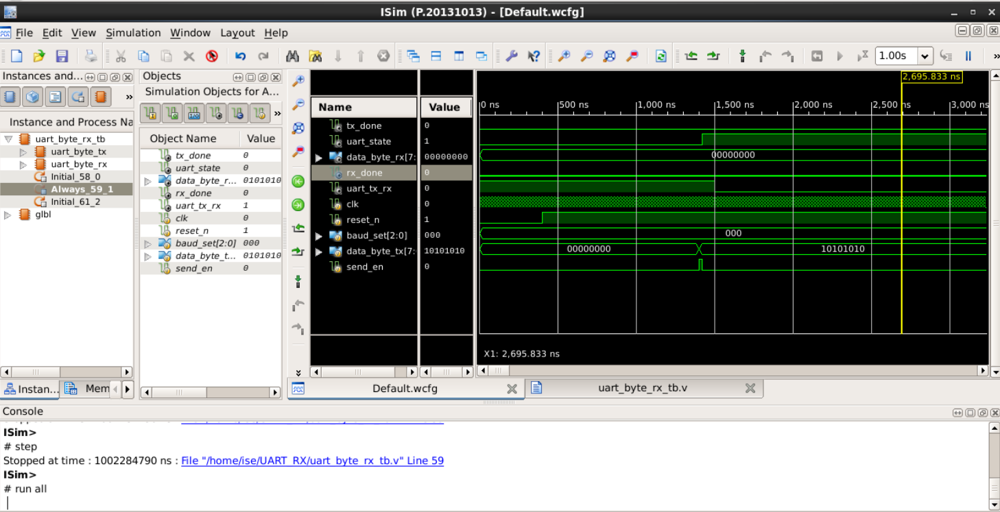 ISim (P.20131013) - [Default.wcfg]
File Edit View Simulation Window Layout Help
1.00s
»
Instances and...
»
Instance and Process Na
uart_byte_rx_tb
uart_byte_tx
uart_byte_rx
Initial_58_0
Always_59_1
Initial_61_2
glbl
Instan...
Mem
Objects
Simulation Objects for A...
»
Object Name Value
tx_done 0
uart_state 0
data_byte_r... 0101010
rx_done 0
uart_tx_rx 1
clk 0
reset_n 1
baud_set[2:0] 000
data_byte_t... 0101010
send_en 0
Name Value
tx_done 0
uart_state 1
data_byte_rx[7: 00000000
rx_done 0
uart_tx_rx 0
clk 0
reset_n 1
baud_set[2:0] 000
data_byte_tx[7: 10101010
send_en 0
2,695.833 ns
0 ns 500 ns 1,000 ns 1,500 ns 2,000 ns 2,500 ns 3,000 ns
00000000
000
00000000 10101010
X1: 2,695.833 ns
Default.wcfg
uart_byte_rx_tb.v
Console
ISim>
# step
Stopped at time : 1002284790 ns : File "/home/ise/UART_RX/uart_byte_rx_tb.v" Line 59
ISim>
# run all